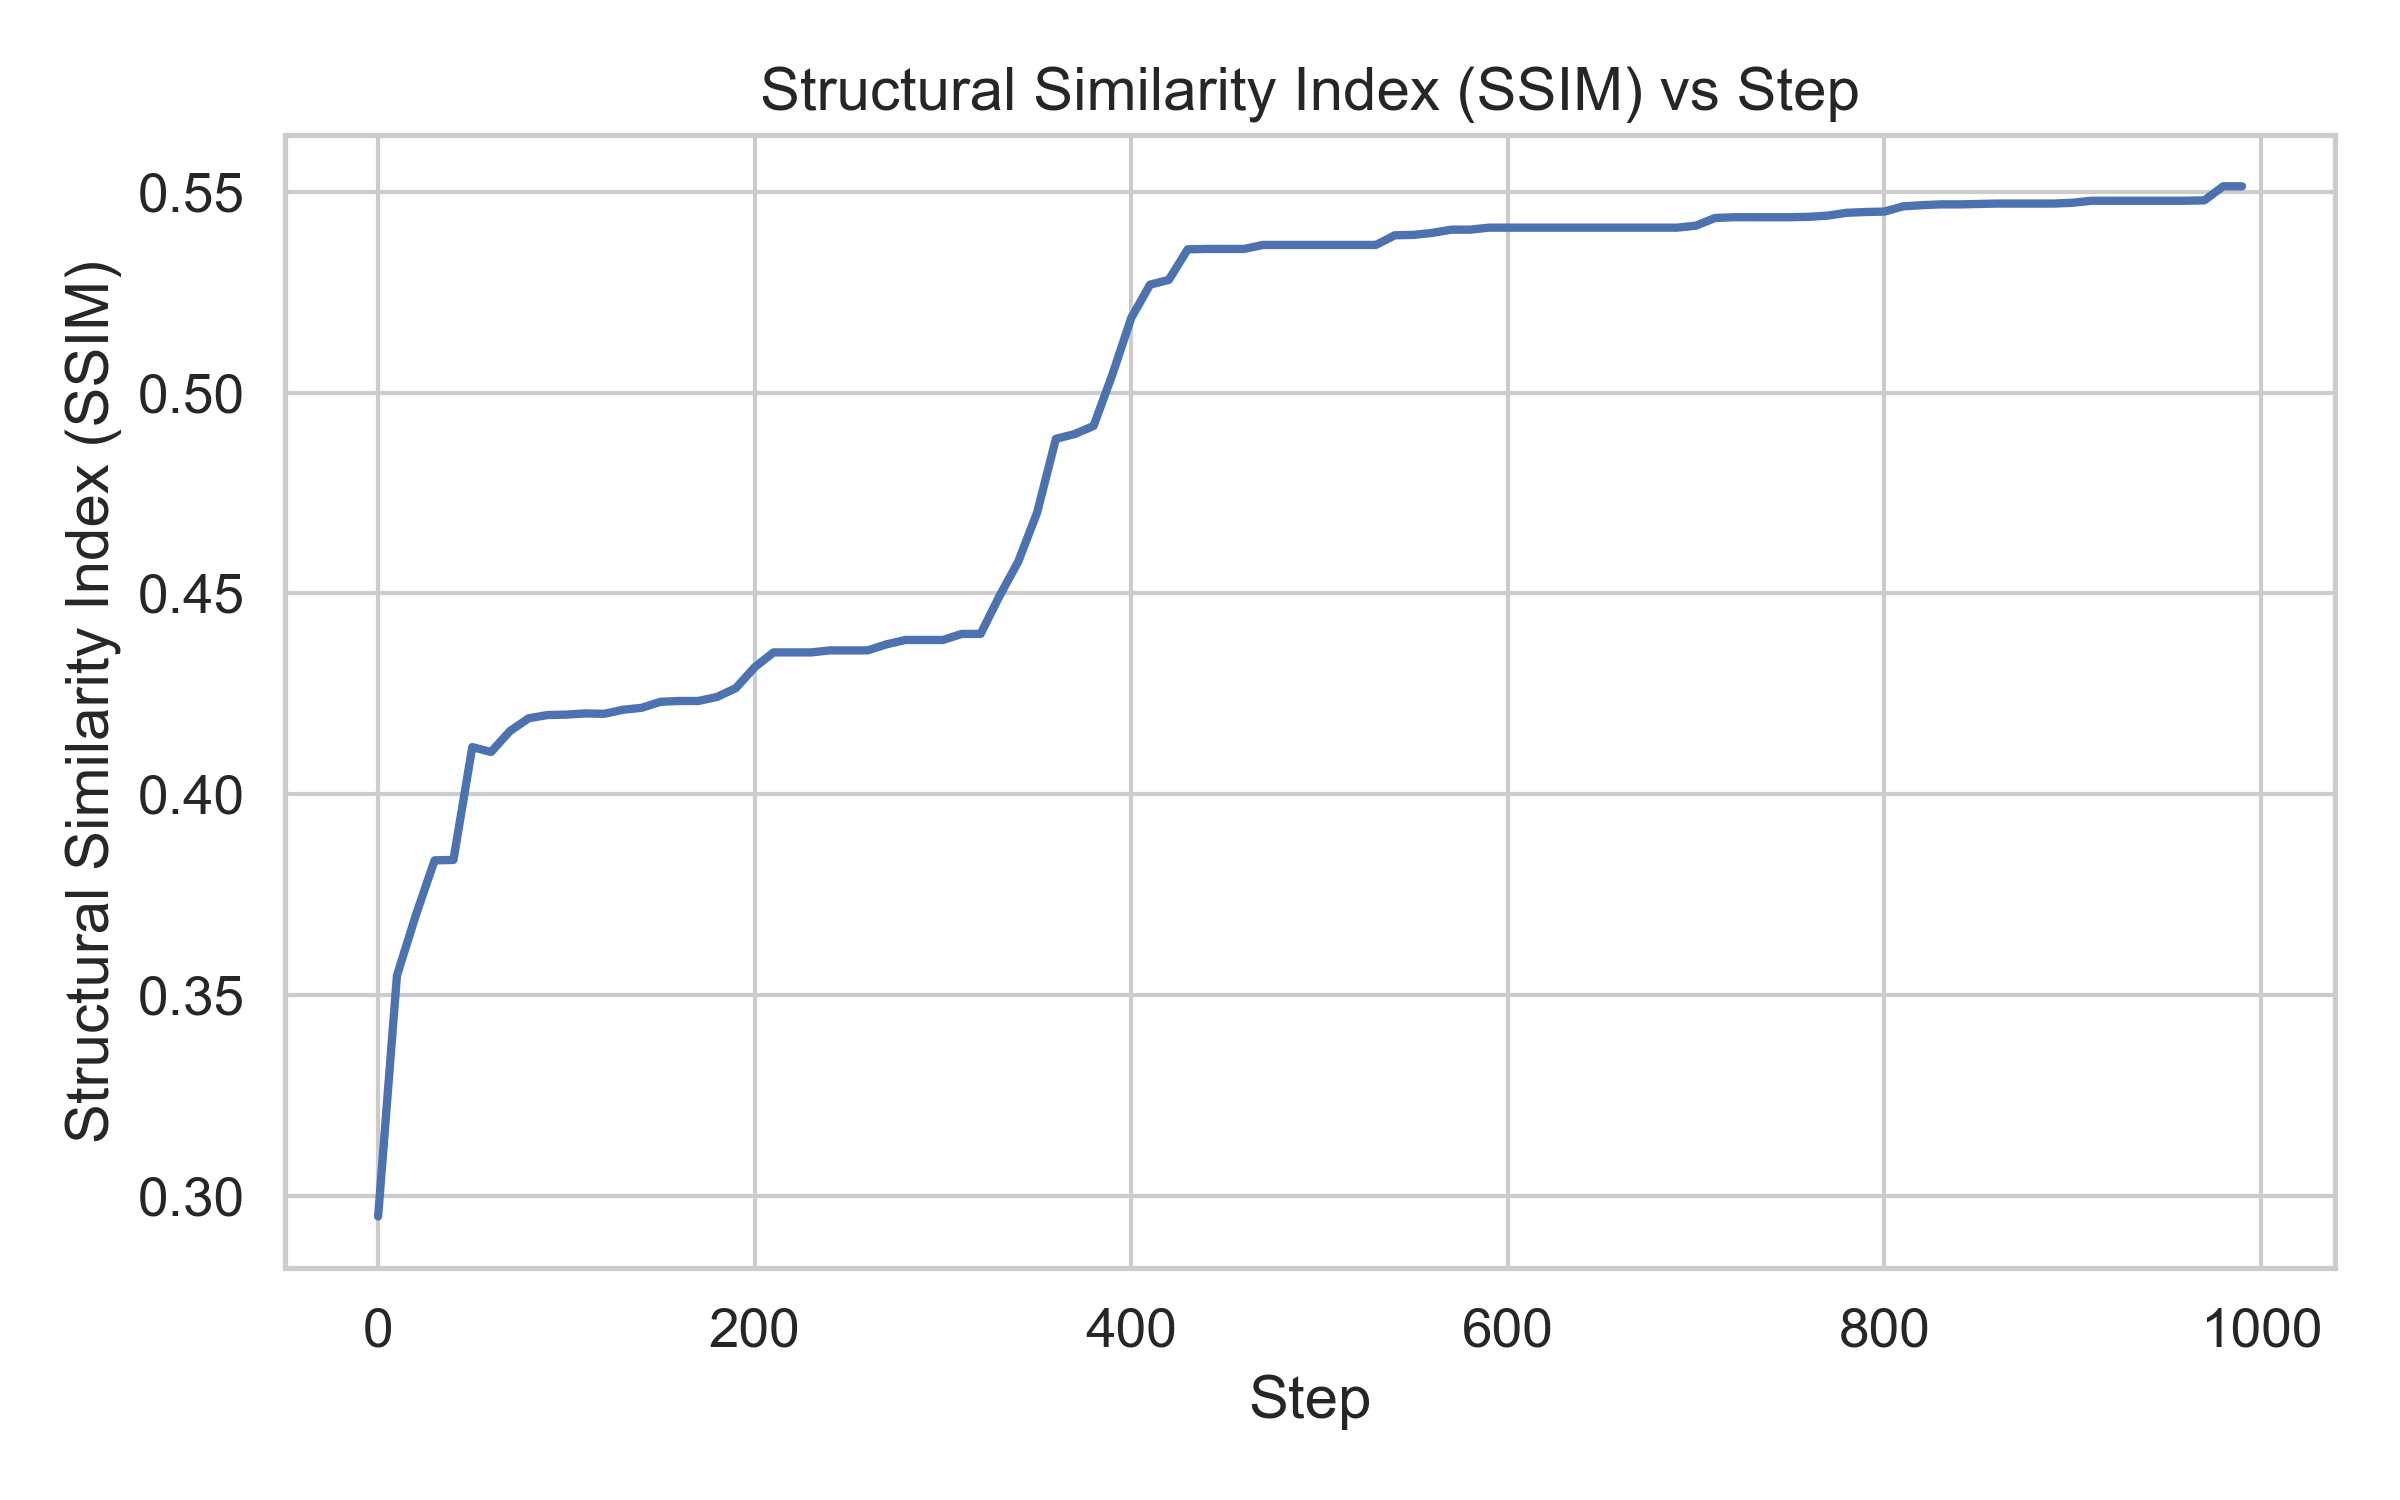 Structural Similarity Index (SSIM) vs Step
Structural Similarity Index (SSIM)
0.55
0.50
0.45
0.40
0.35
0.30
0 200 400 600 800 1000
Step